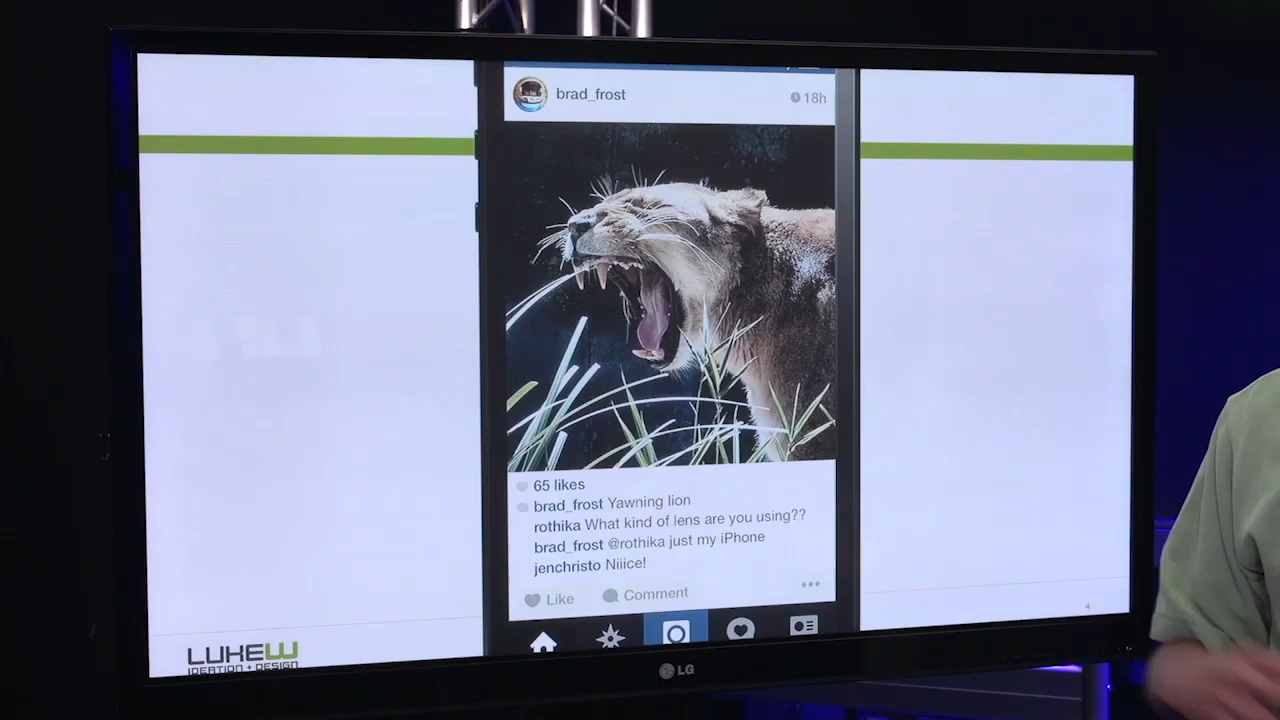 brad_frost
18h
65 likes
brad_frost Yawning lion
rothika What kind of lens are you using??
brad_frost @rothika just my iPhone
jenchristo Niiice!
Like
Comment
4
LUKEW
IDEATION + DESIGN
LG